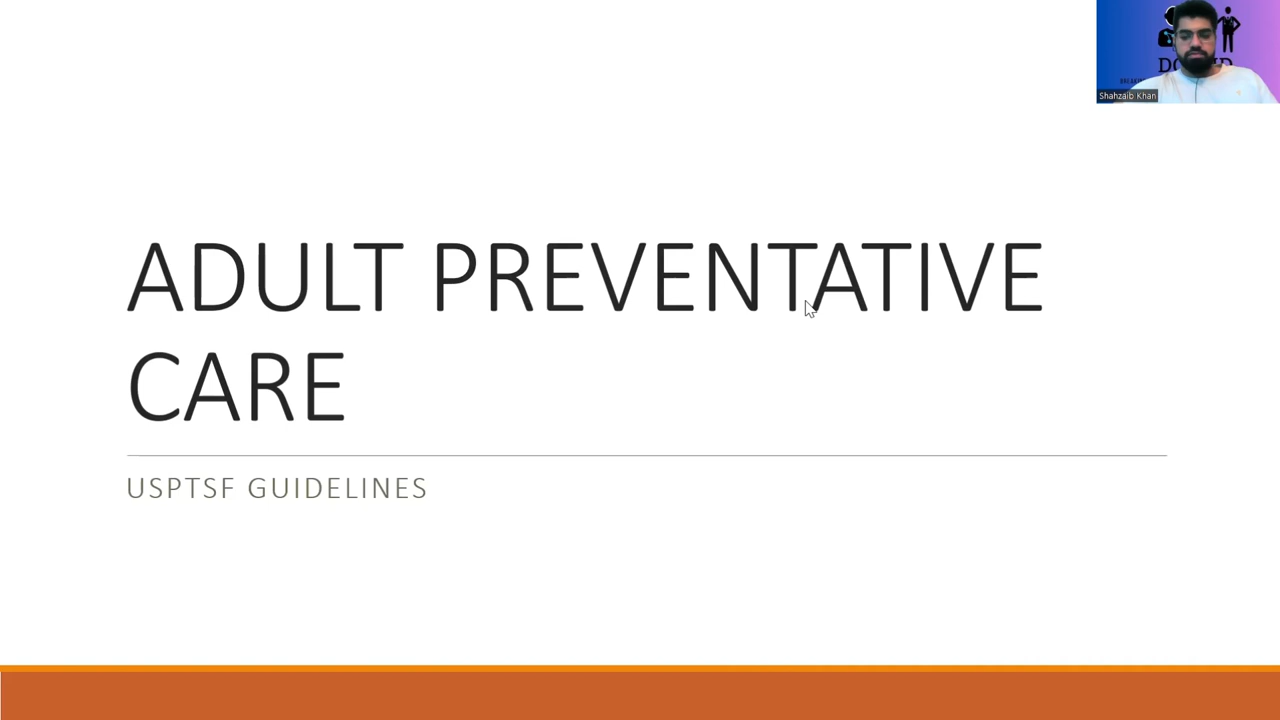 Shahzaib Khan
ADULT PREVENTATIVE
CARE
USPTSF GUIDELINES